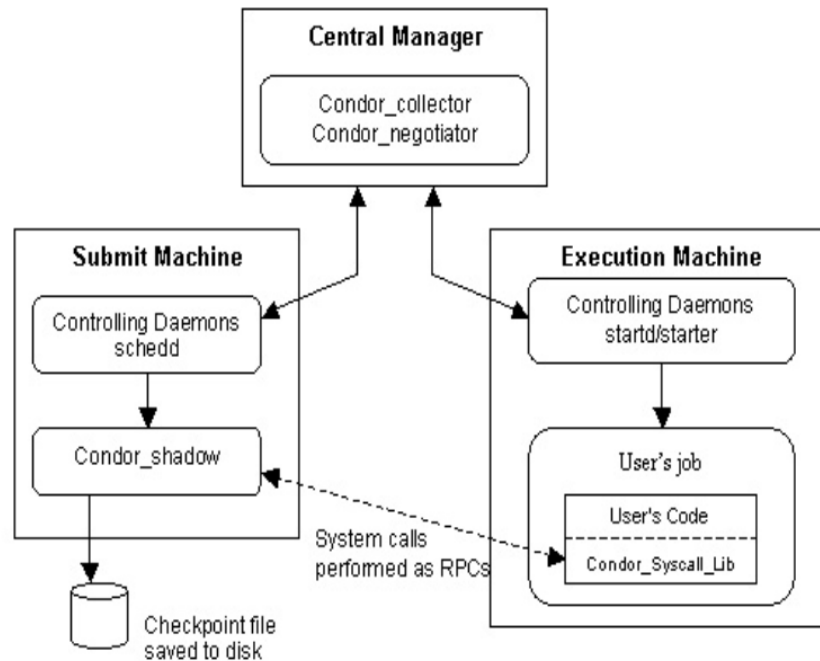 Central Manager
Condor_collector
Condor_negotiator
Submit Machine
Controlling Daemons
schedd
Condor_shadow
Execution Machine
Controlling Daemons
startd/starter
User's job
User's Code
Condor_Syscall_Lib
System calls
performed as RPCs
Checkpoint file
saved to disk